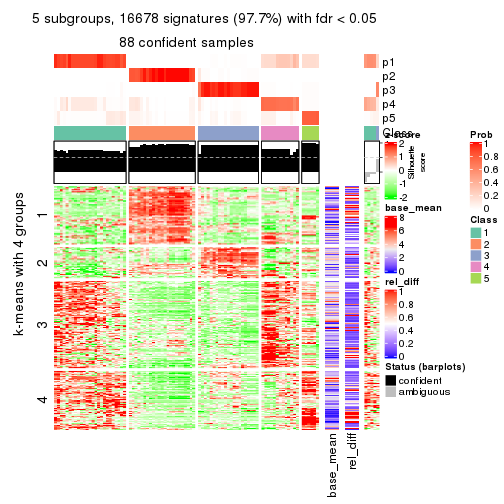 5 subgroups, 16678 signatures (97.7%) with fdr < 0.05
88 confident samples
p1
p2
p3
p4
p5
Class
z-score
2
1
0
-1
-2
Silhouette
score
base_mean
8
6
4
2
0
rel_diff
1
0.8
0.6
0.4
0.2
0
Status (barplots)
confident
ambiguous
Prob
1
0.8
0.6
0.4
0.2
0
Class
1
2
3
4
5
k-means with 4 groups
1
2
3
4
base_mean
rel_diff